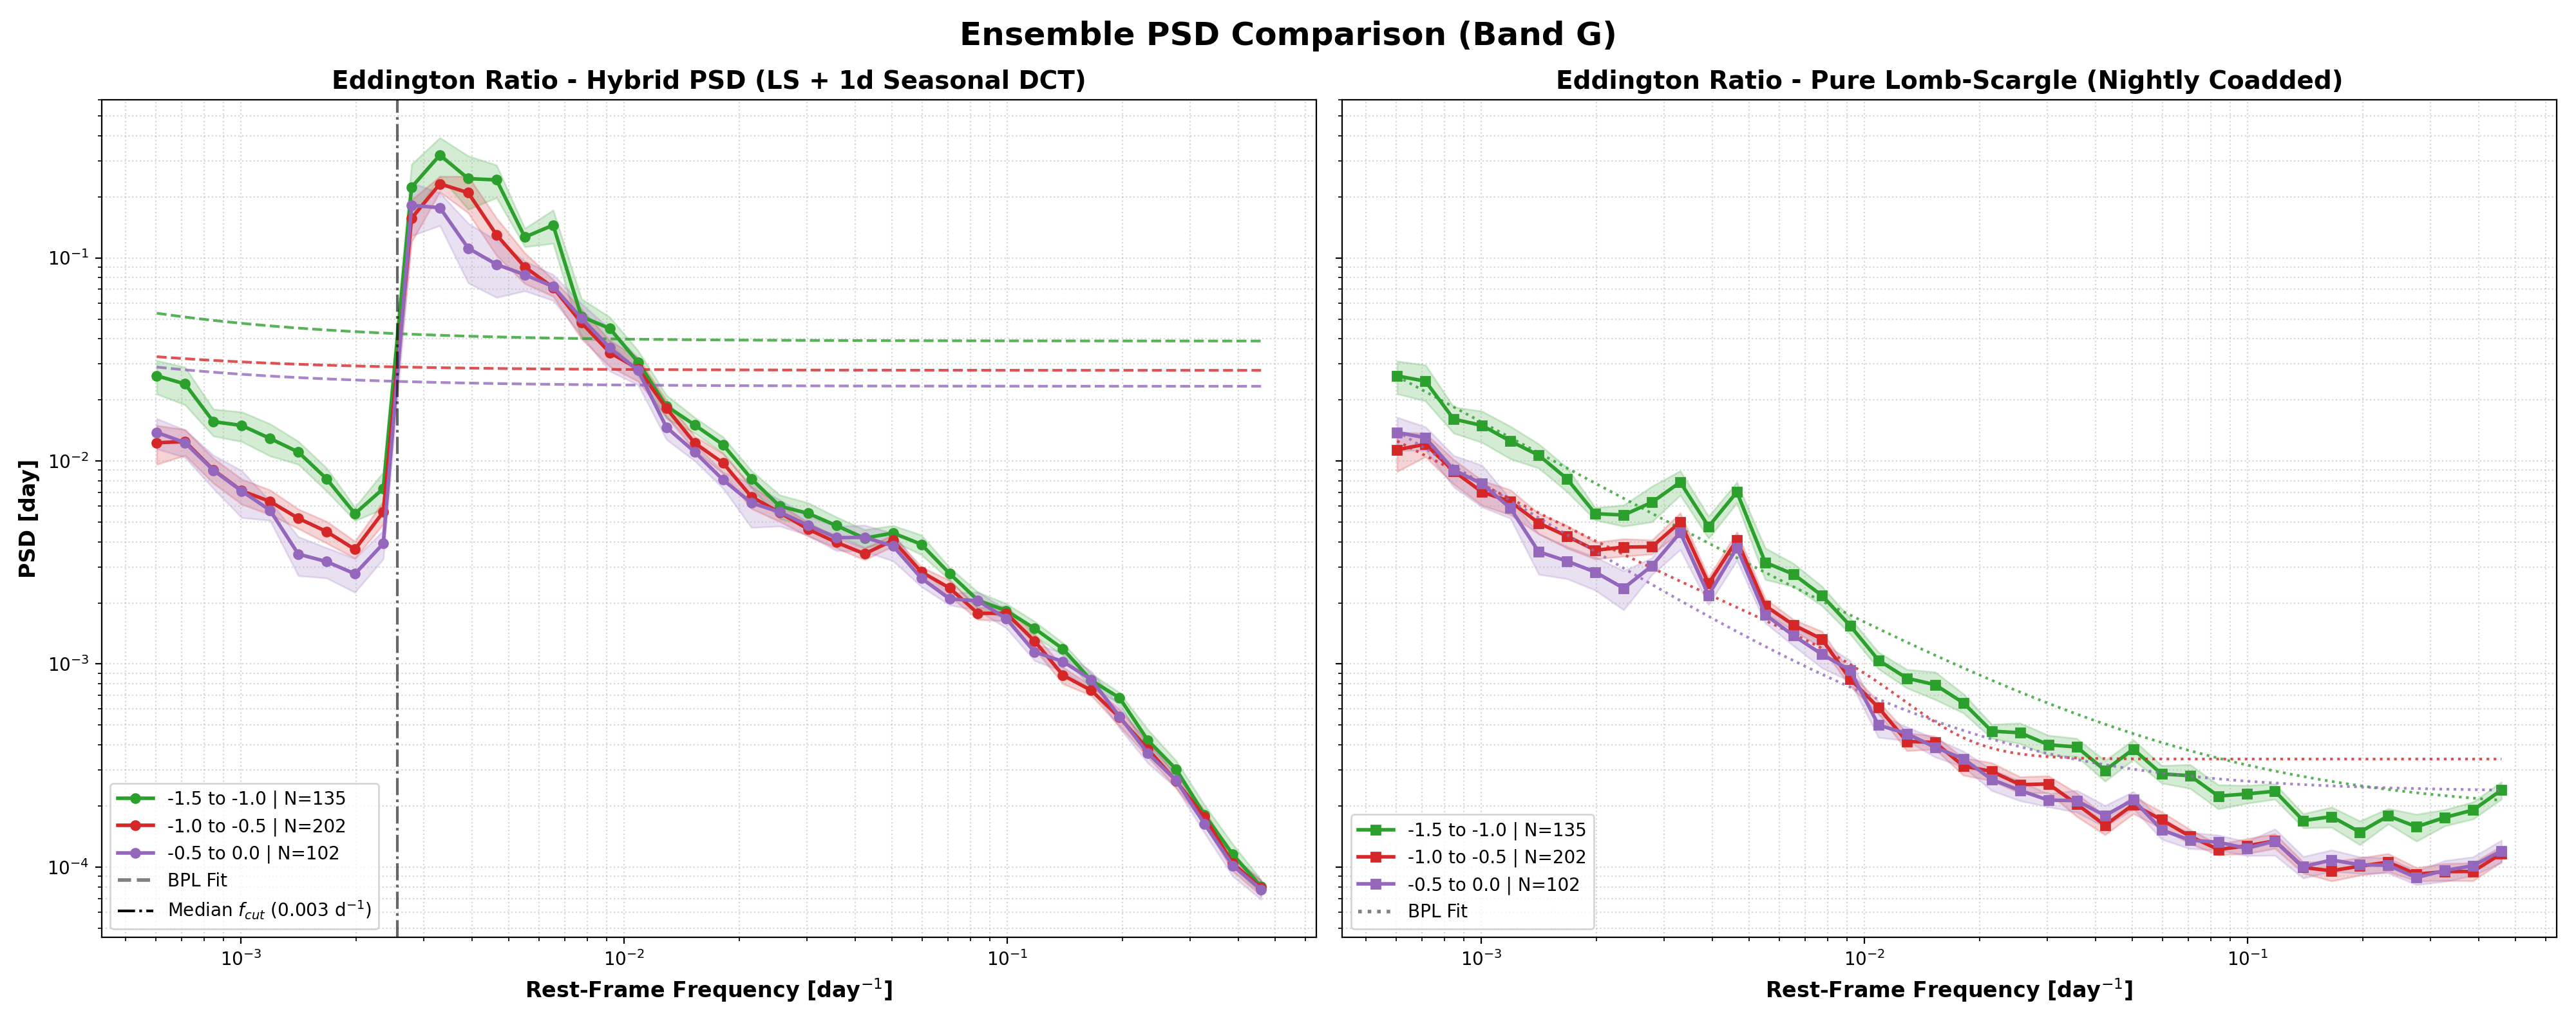 Ensemble PSD Comparison (Band G)
Eddington Ratio - Hybrid PSD (LS + 1d Seasonal DCT)
PSD [day]
10⁻¹
10⁻²
10⁻³
10⁻⁴
-1.5 to -1.0 | N=135
-1.0 to -0.5 | N=202
-0.5 to 0.0 | N=102
BPL Fit
Median f_cut (0.003 d⁻¹)
10⁻³ 10⁻² 10⁻¹
Rest-Frame Frequency [day⁻¹]
Eddington Ratio - Pure Lomb-Scargle (Nightly Coadded)
-1.5 to -1.0 | N=135
-1.0 to -0.5 | N=202
-0.5 to 0.0 | N=102
BPL Fit
10⁻³ 10⁻² 10⁻¹
Rest-Frame Frequency [day⁻¹]